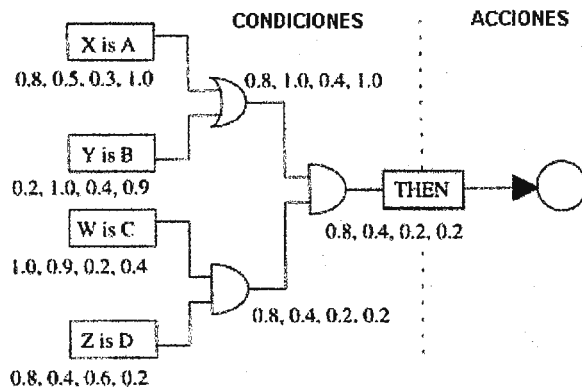 CONDICIONES
ACCIONES
X is A
0.8, 0.5, 0.3, 1.0
0.8, 1.0, 0.4, 1.0
Y is B
0.2, 1.0, 0.4, 0.9
THEN
0.8, 0.4, 0.2, 0.2
W is C
1.0, 0.9, 0.2, 0.4
0.8, 0.4, 0.2, 0.2
Z is D
0.8, 0.4, 0.6, 0.2